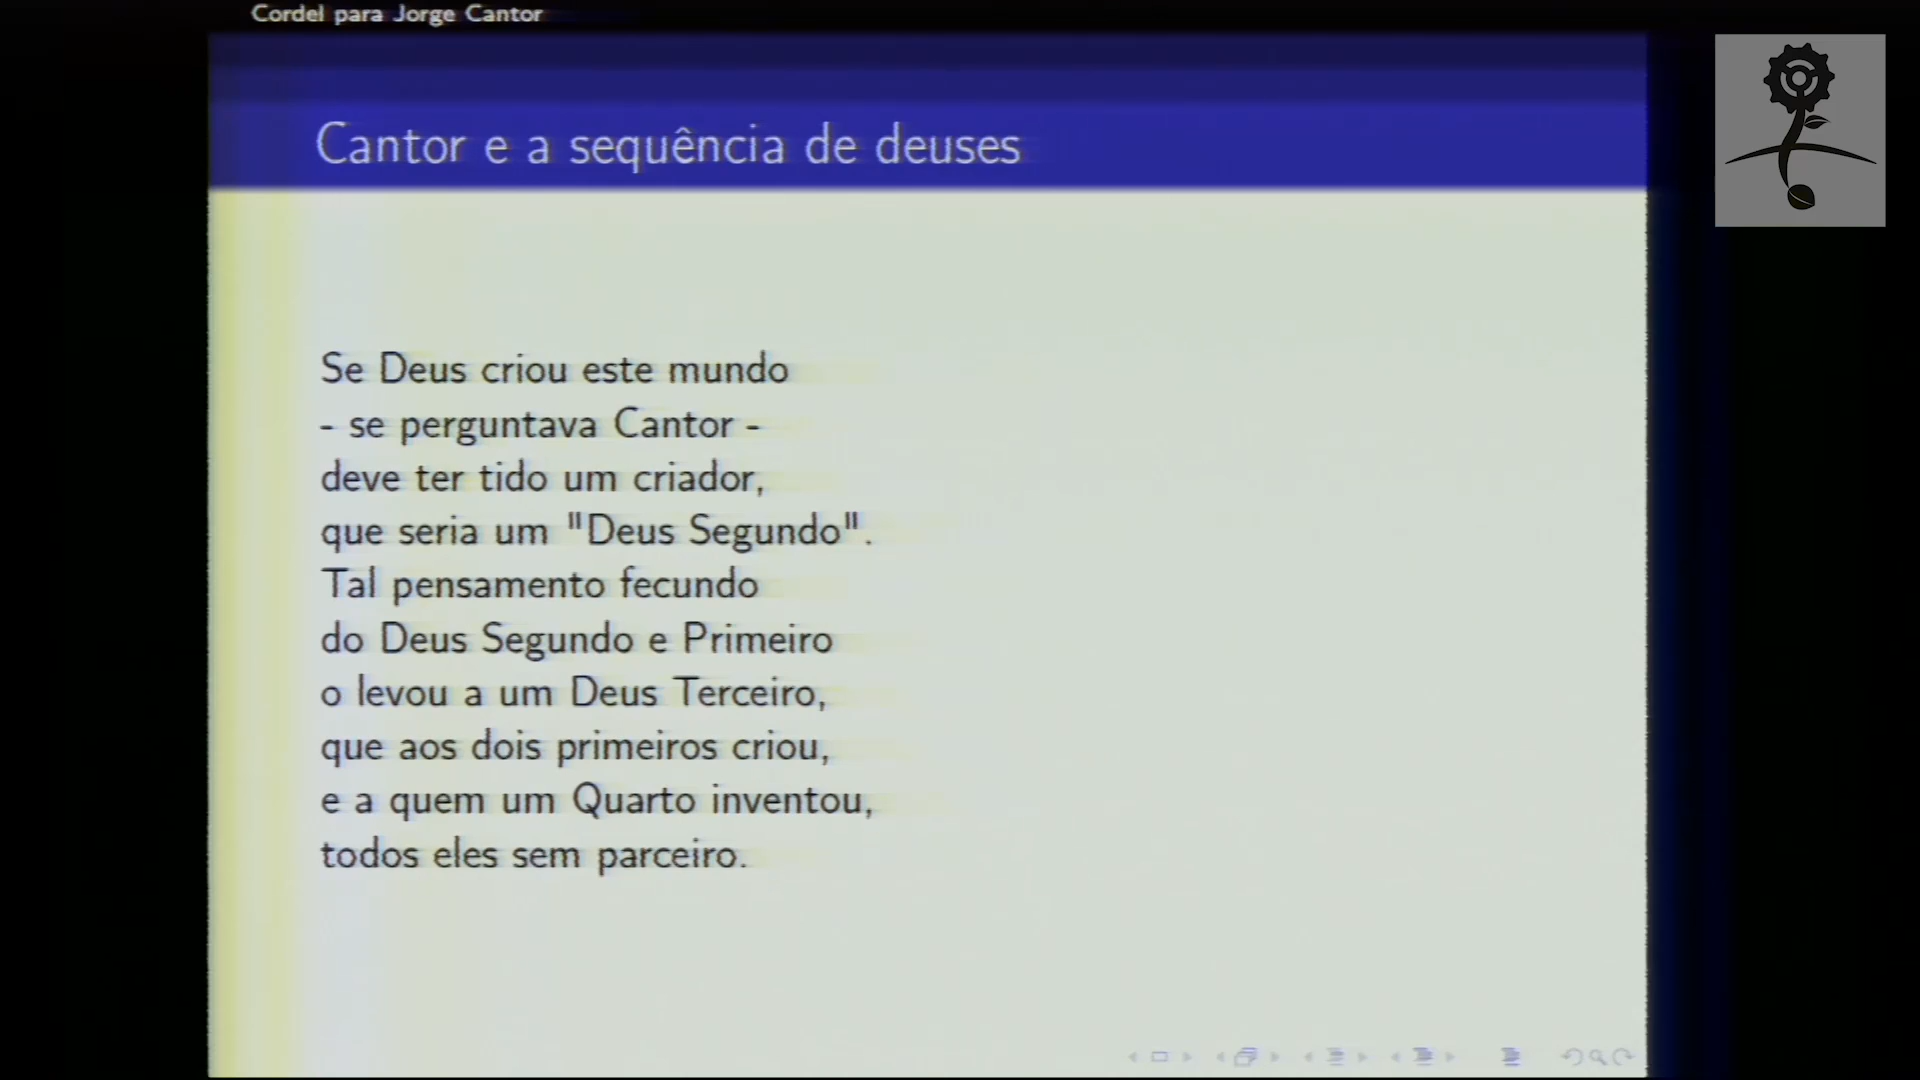 Cordel para Jorge Cantor
Cantor e a sequência de deuses
Se Deus criou este mundo
- se perguntava Cantor -
deve ter tido um criador,
que seria um "Deus Segundo".
Tal pensamento fecundo
do Deus Segundo e Primeiro
o levou a um Deus Terceiro,
que aos dois primeiros criou,
e a quem um Quarto inventou,
todos eles sem parceiro.